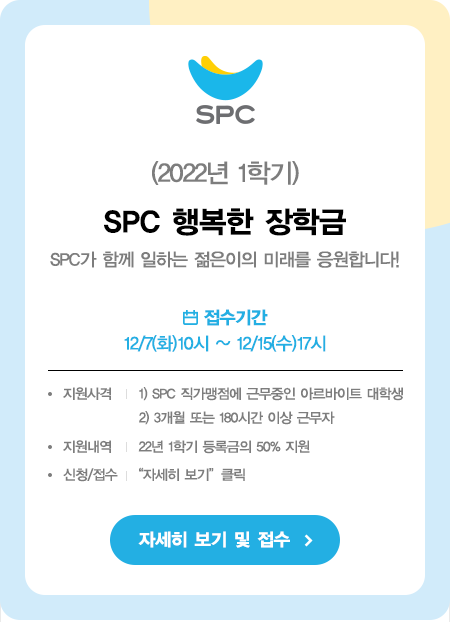 SPC
(2022년 1학기)
SPC 행복한 장학금
SPC가 함께 일하는 젊은이의 미래를 응원합니다!
접수기간
12/7(화)10시 ~ 12/15(수)17시
• 지원사격 | 1) SPC 직가맹점에 근무중인 아르바이트 대학생
2) 3개월 또는 180시간 이상 근무자
• 지원내역 | 22년 1학기 등록금의 50% 지원
• 신청/접수 | “자세히 보기” 클릭
자세히 보기 및 접수 >